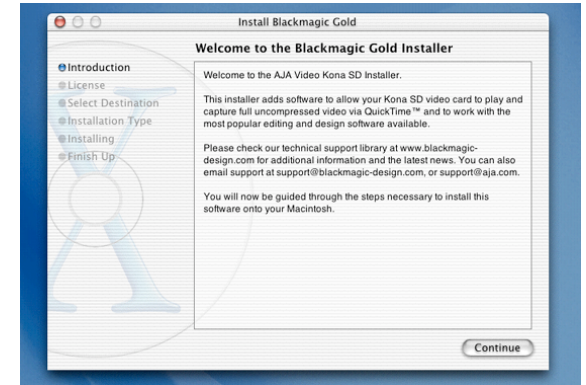 Install Blackmagic Gold
Welcome to the Blackmagic Gold Installer
Introduction
License
Select Destination
Installation Type
Installing
Finish Up
Welcome to the AJA Video Kona SD Installer.
This installer adds software to allow your Kona SD video card to play and
capture full uncompressed video via QuickTime™ and to work with the
most popular editing and design software available.
Please check our technical support library at www.blackmagic-
design.com for additional information and the latest news. You can also
email support at support@blackmagic-design.com, or support@aja.com.
You will now be guided through the steps necessary to install this
software onto your Macintosh.
Continue